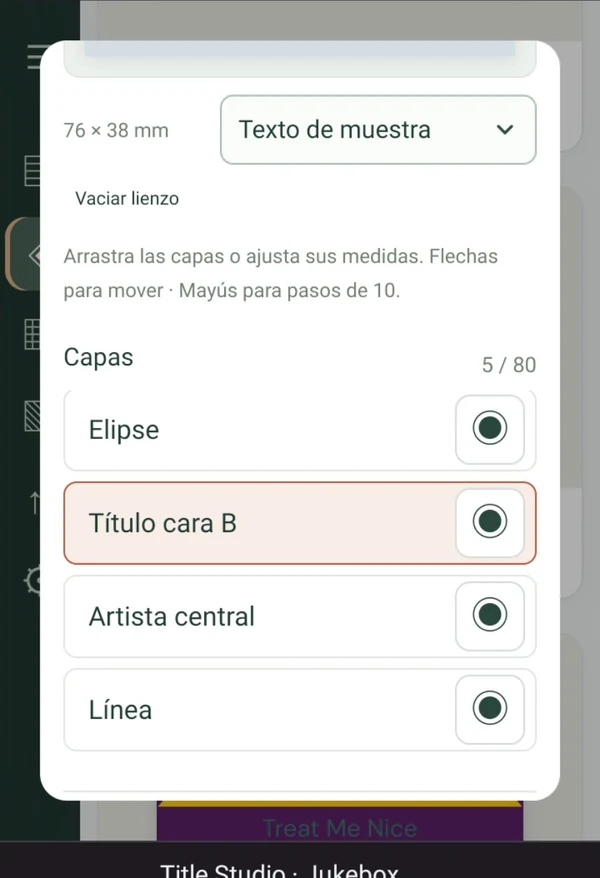 76 × 38 mm
Texto de muestra
Vaciar lienzo
Arrastra las capas o ajusta sus medidas. Flechas
para mover · Mayús para pasos de 10.
Capas
5 / 80
Elipse
Título cara B
Artista central
Línea
Treat Me Nice
Title Studio · Jukebox